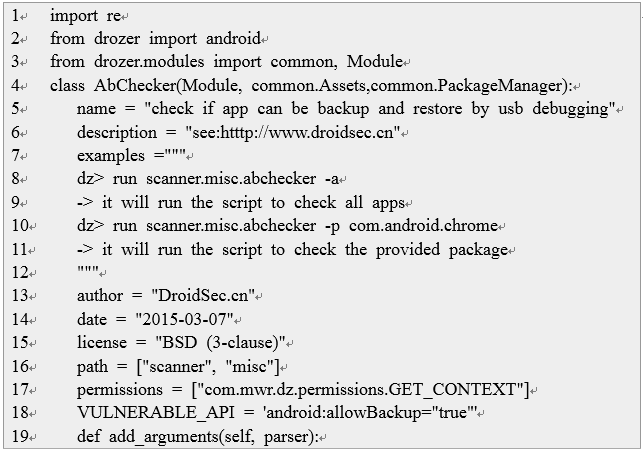 1 import re
2 from drozer import android
3 from drozer.modules import common, Module
4 class AbChecker(Module, common.Assets,common.PackageManager):
5 name = "check if app can be backup and restore by usb debugging"
6 description = "see:htttp://www.droidsec.cn"
7 examples ="""
8 dz> run scanner.misc.abchecker -a
9 -> it will run the script to check all apps
10 dz> run scanner.misc.abchecker -p com.android.chrome
11 -> it will run the script to check the provided package
12 """
13 author = "DroidSec.cn"
14 date = "2015-03-07"
15 license = "BSD (3-clause)"
16 path = ["scanner", "misc"]
17 permissions = ["com.mwr.dz.permissions.GET_CONTEXT"]
18 VULNERABLE_API = 'android:allowBackup="true"'
19 def add_arguments(self, parser):